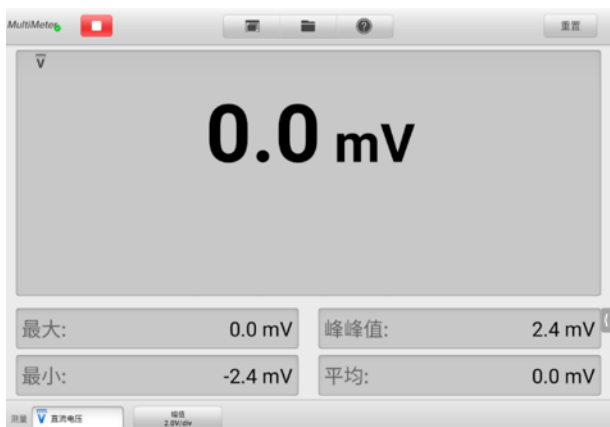 MultiMeter
重置
V
0.0 mV
最大: 0.0 mV
峰峰值: 2.4 mV
最小: -2.4 mV
平均: 0.0 mV
测量 V 直流电压
幅值
2.0V/div